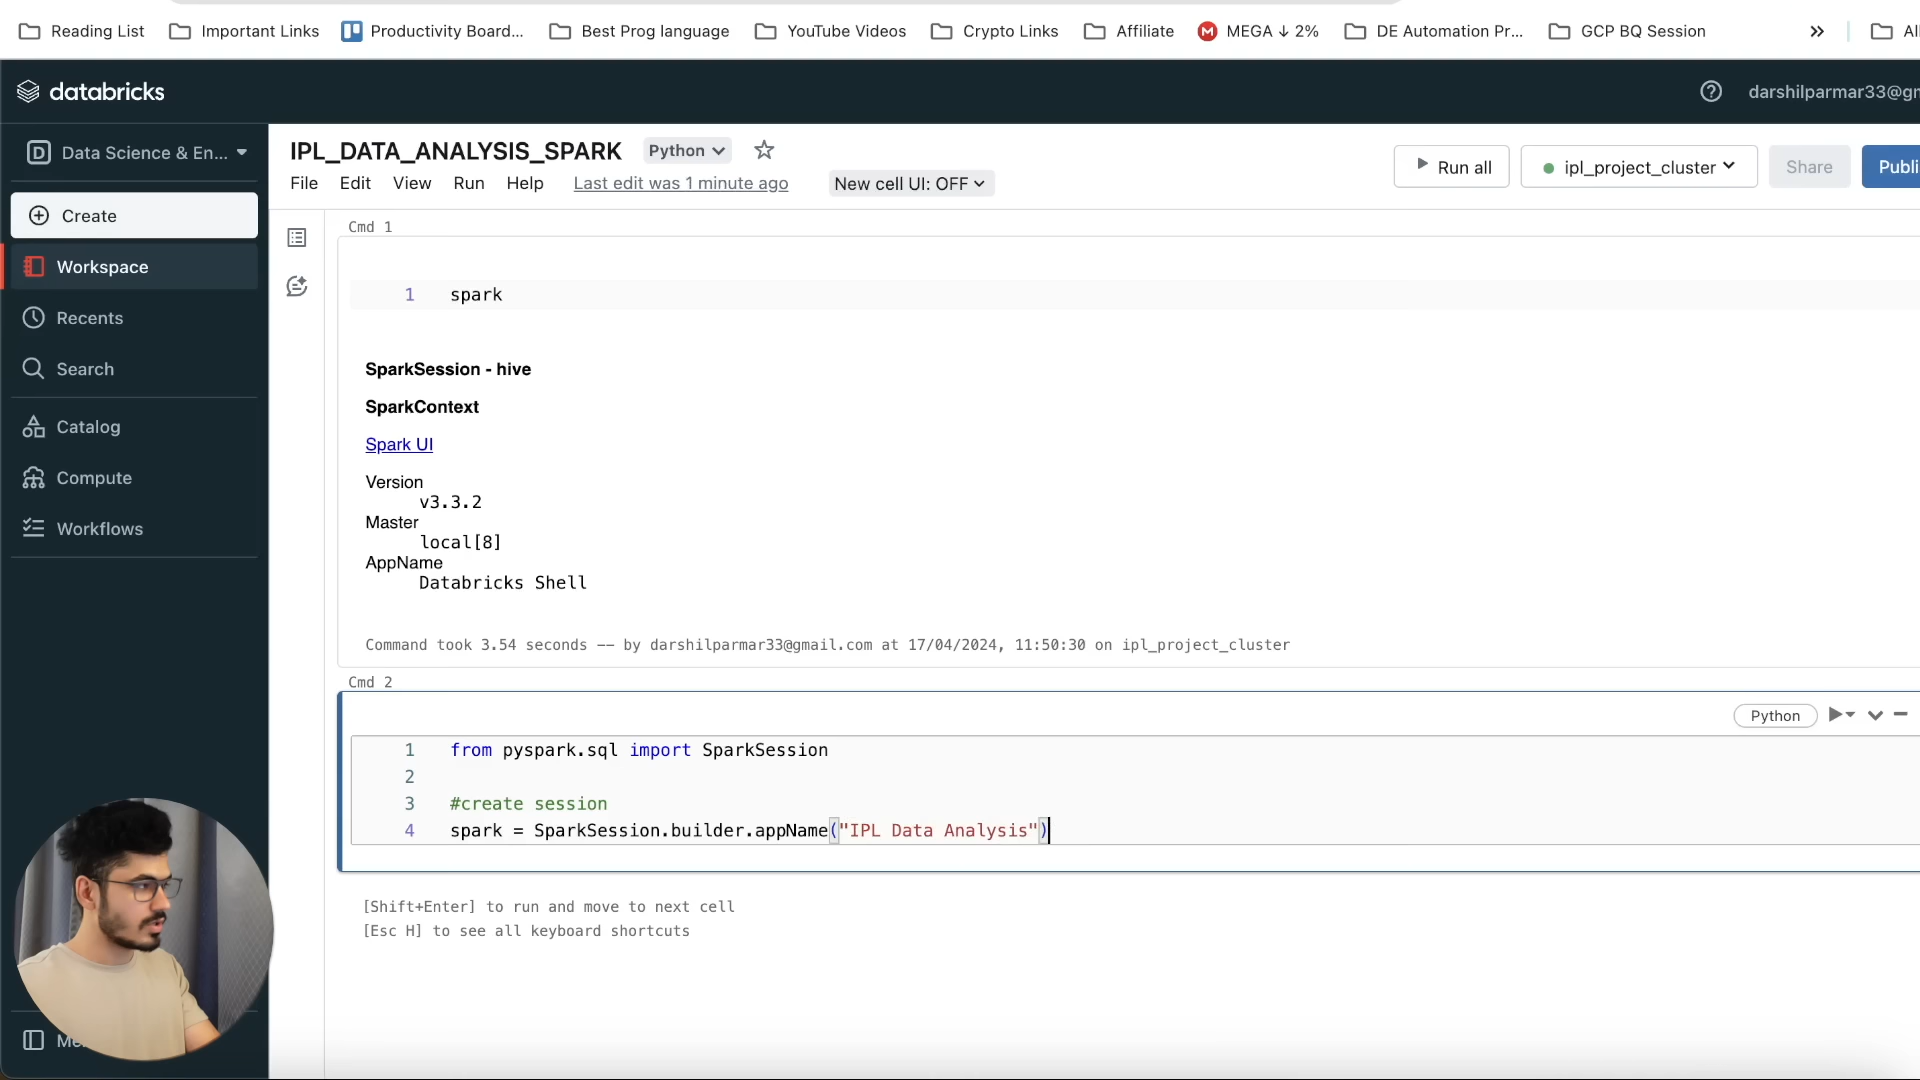 Reading List
Important Links
Productivity Board...
Best Prog language
YouTube Videos
Crypto Links
Affiliate
MEGA ↓ 2%
DE Automation Pr...
GCP BQ Session
databricks
darshilparmar33@gm
Data Science & En...
Create
Workspace
Recents
Search
Catalog
Compute
Workflows
IPL_DATA_ANALYSIS_SPARK
Python
File Edit View Run Help Last edit was 1 minute ago
New cell UI: OFF
Run all
ipl_project_cluster
Share
Publi
Cmd 1
1 spark
SparkSession - hive
SparkContext
Spark UI
Version
v3.3.2
Master
local[8]
AppName
Databricks Shell
Command took 3.54 seconds -- by darshilparmar33@gmail.com at 17/04/2024, 11:50:30 on ipl_project_cluster
Cmd 2
Python
1 from pyspark.sql import SparkSession
2
3 #create session
4 spark = SparkSession.builder.appName("IPL Data Analysis")
[Shift+Enter] to run and move to next cell
[Esc H] to see all keyboard shortcuts